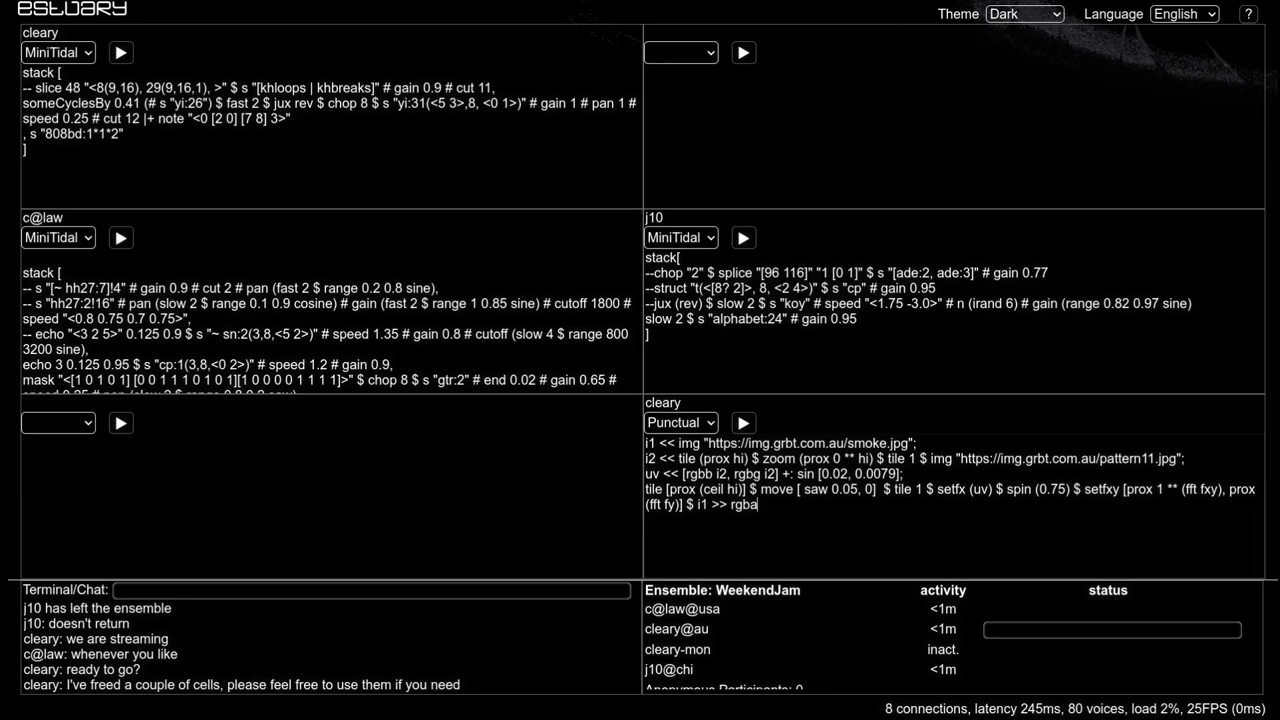 estuary
Theme Dark Language English ?
cleary
MiniTidal
stack [
-- slice 48 "<8(9,16), 29(9,16,1), >" $ s "[khloops | khbreaks]" # gain 0.9 # cut 11,
someCyclesBy 0.41 (# s "yi:26") $ fast 2 $ jux rev $ chop 8 $ s "yi:31(<5 3>,8, <0 1>)" # gain 1 # pan 1 #
speed 0.25 # cut 12 |+ note "<0 [2 0] [7 8] 3>"
, s "808bd:1*1*2"
]
c@law
MiniTidal
stack [
-- s "[~ hh27:7]!4" # gain 0.9 # cut 2 # pan (fast 2 $ range 0.2 0.8 sine),
-- s "hh27:2!16" # pan (slow 2 $ range 0.1 0.9 cosine) # gain (fast 2 $ range 1 0.85 sine) # cutoff 1800 #
speed "<0.8 0.75 0.7 0.75>",
-- echo "<3 2 5>" 0.125 0.9 $ s "~ sn:2(3,8,<5 2>)" # speed 1.35 # gain 0.8 # cutoff (slow 4 $ range 800
3200 sine),
echo 3 0.125 0.95 $ s "cp:1(3,8,<0 2>)" # speed 1.2 # gain 0.9,
mask "<[1 0 1 0 1] [0 0 1 1 1 0 1 0 1][1 0 0 0 0 1 1 1 1]>" $ chop 8 $ s "gtr:2" # end 0.02 # gain 0.65 #
j10
MiniTidal
stack[
--chop "2" $ splice "[96 116]" "1 [0 1]" $ s "[ade:2, ade:3]" # gain 0.77
--struct "t(<[8? 2]>, 8, <2 4>)" $ s "cp" # gain 0.95
--jux (rev) $ slow 2 $ s "koy" # speed "<1.75 -3.0>" # n (irand 6) # gain (range 0.82 0.97 sine)
slow 2 $ s "alphabet:24" # gain 0.95
]
cleary
Punctual
i1 << img "https://img.grbt.com.au/smoke.jpg";
i2 << tile (prox hi) $ zoom (prox 0 ** hi) $ tile 1 $ img "https://img.grbt.com.au/pattern11.jpg";
uv << [rgbb i2, rgbg i2] +: sin [0.02, 0.0079];
tile [prox (ceil hi)] $ move [ saw 0.05, 0]  $ tile 1 $ setfx (uv) $ spin (0.75) $ setfxy [prox 1 ** (fft fxy), prox
(fft fy)] $ i1 >> rgba
Terminal/Chat:
j10 has left the ensemble
j10: doesn't return
cleary: we are streaming
c@law: whenever you like
cleary: ready to go?
cleary: I've freed a couple of cells, please feel free to use them if you need
Ensemble: WeekendJam activity status
c@law@usa <1m
cleary@au <1m
cleary-mon inact.
j10@chi <1m
Anonymous Participants: 0
8 connections, latency 245ms, 80 voices, load 2%, 25FPS (0ms)